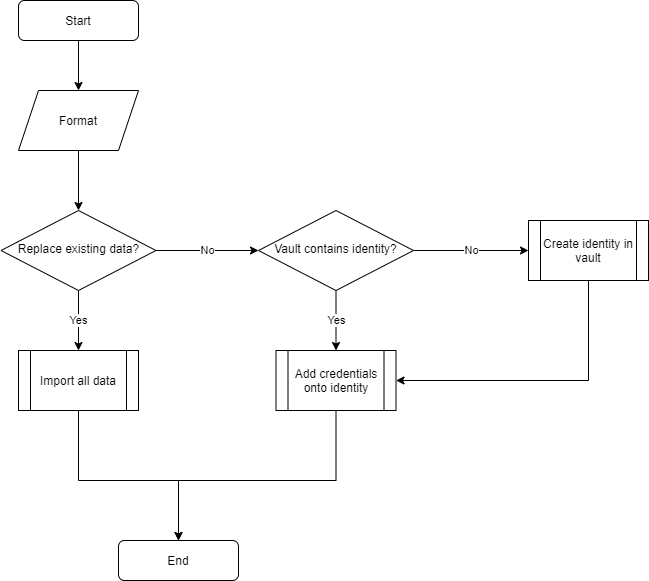 Start
Format
Replace existing data?
No
Vault contains identity?
No
Create identity in
vault
Yes
Yes
Import all data
Add credentials
onto identity
End